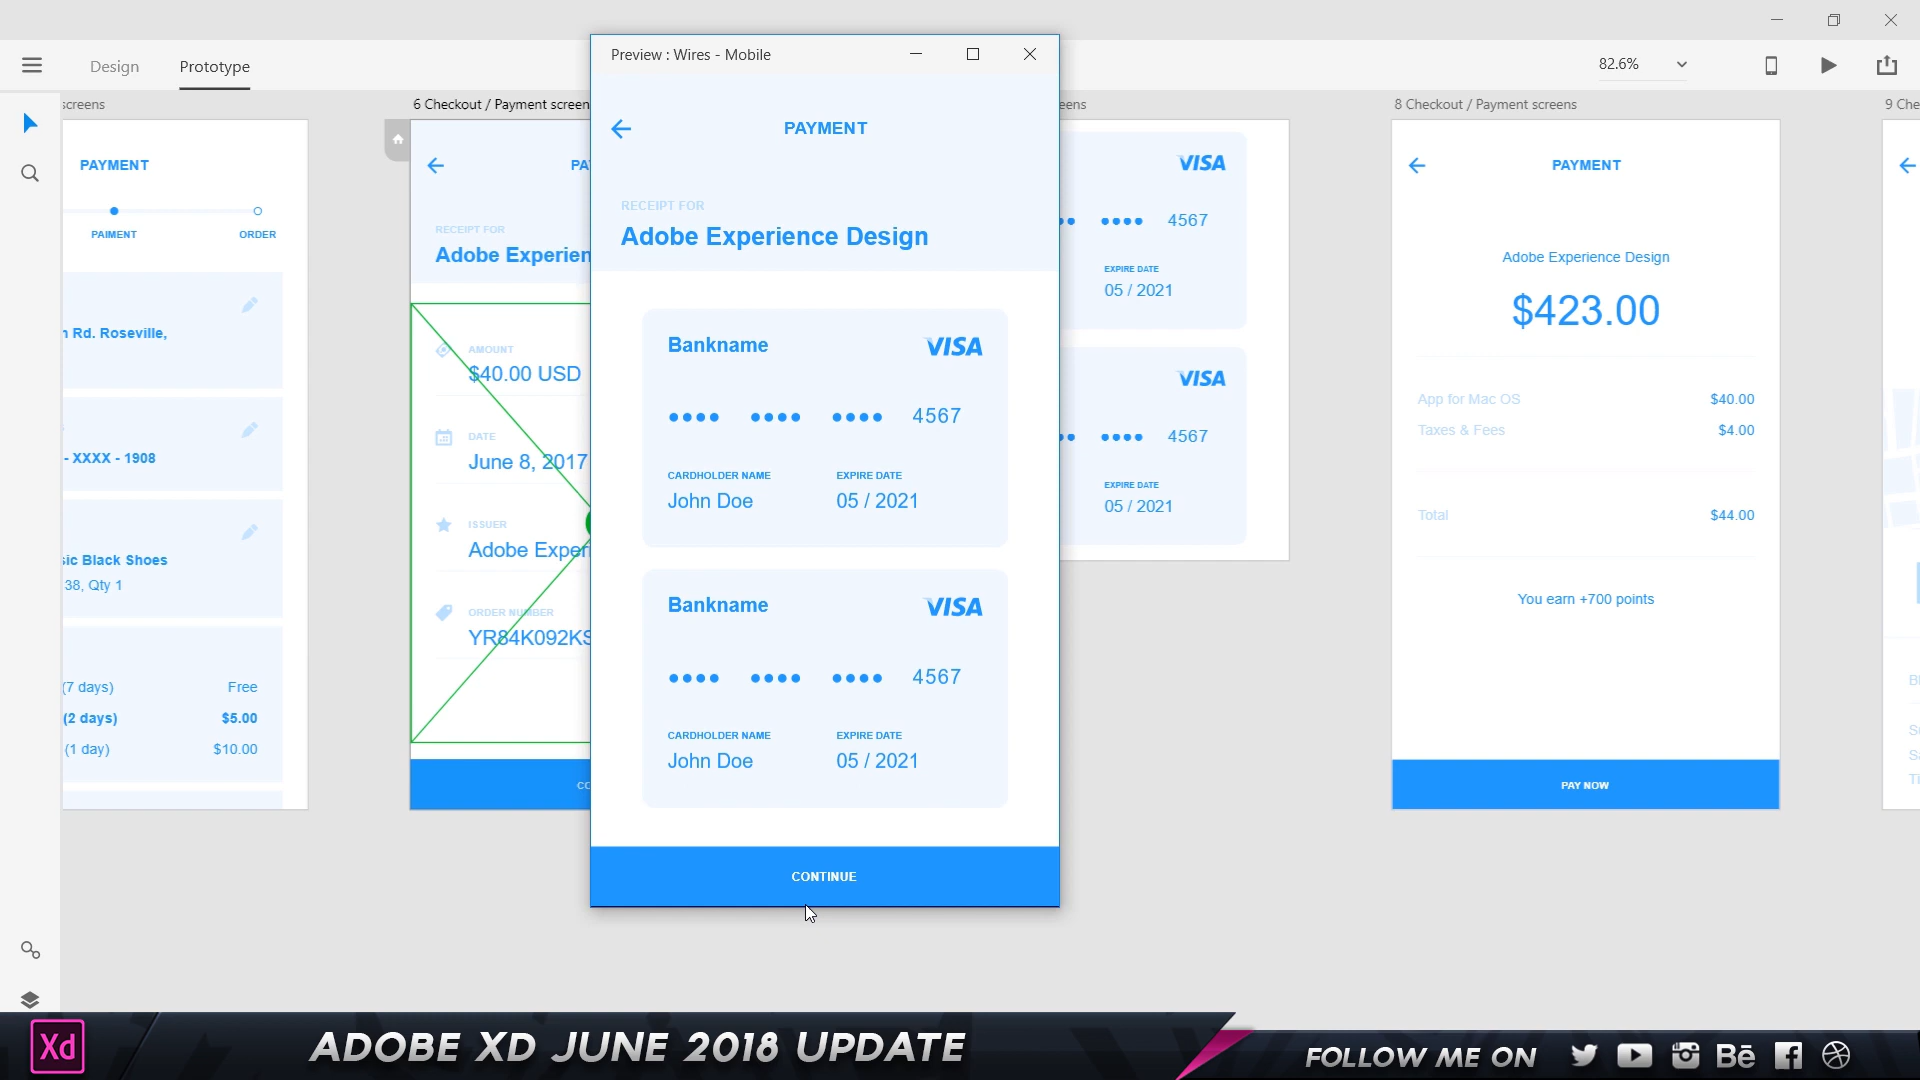 Design
Prototype
82.6%
screens
PAYMENT
PAIMENT
ORDER
Rd. Roseville,
- XXXX - 1908
Black Shoes
38, Qty 1
(7 days)
Free
(2 days)
$5.00
(1 day)
$10.00
6 Checkout / Payment screen
RECEIPT FOR
AMOUNT
$40.00 USD
DATE
June 8, 2017
ISSUER
Adobe
ORDER NUMBER
YR84K092KS
Preview : Wires - Mobile
PAYMENT
RECEIPT FOR
Adobe Experience Design
Bankname
VISA
•••• •••• •••• 4567
CARDHOLDER NAME
EXPIRE DATE
John Doe
05 / 2021
Bankname
VISA
•••• •••• •••• 4567
CARDHOLDER NAME
EXPIRE DATE
John Doe
05 / 2021
CONTINUE
VISA
•••• 4567
EXPIRE DATE
05 / 2021
VISA
•••• 4567
EXPIRE DATE
05 / 2021
8 Checkout / Payment screens
PAYMENT
Adobe Experience Design
$423.00
App for Mac OS
$40.00
Taxes & Fees
$4.00
Total
$44.00
You earn +700 points
PAY NOW
9 Che
Xd
ADOBE XD JUNE 2018 UPDATE
FOLLOW ME ON
Bē